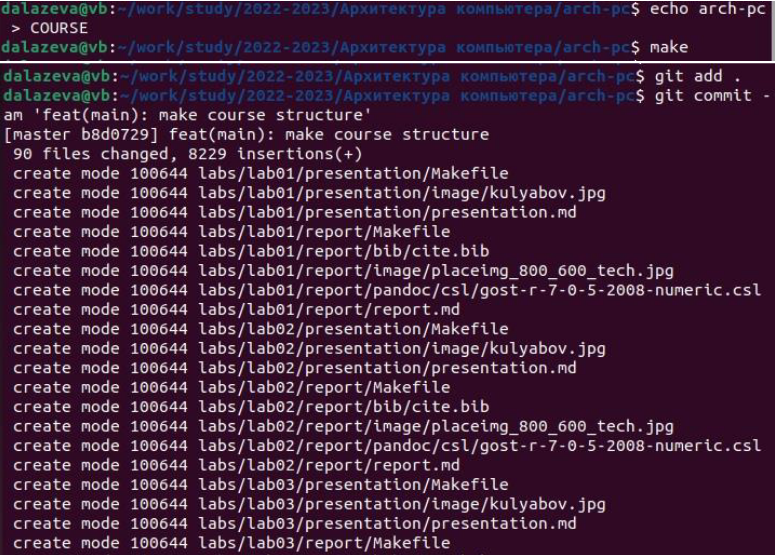 dalazeva@vb:~/work/study/2022-2023/Архитектура компьютера/arch-pc$ echo arch-pc
 > COURSE
dalazeva@vb:~/work/study/2022-2023/Архитектура компьютера/arch-pc$ make
dalazeva@vb:~/work/study/2022-2023/Архитектура компьютера/arch-pc$ git add .
dalazeva@vb:~/work/study/2022-2023/Архитектура компьютера/arch-pc$ git commit -
am 'feat(main): make course structure'
[master b8d0729] feat(main): make course structure
 90 files changed, 8229 insertions(+)
 create mode 100644 labs/lab01/presentation/Makefile
 create mode 100644 labs/lab01/presentation/image/kulyabov.jpg
 create mode 100644 labs/lab01/presentation/presentation.md
 create mode 100644 labs/lab01/report/Makefile
 create mode 100644 labs/lab01/report/bib/cite.bib
 create mode 100644 labs/lab01/report/image/placeimg_800_600_tech.jpg
 create mode 100644 labs/lab01/report/pandoc/csl/gost-r-7-0-5-2008-numeric.csl
 create mode 100644 labs/lab01/report/report.md
 create mode 100644 labs/lab02/presentation/Makefile
 create mode 100644 labs/lab02/presentation/image/kulyabov.jpg
 create mode 100644 labs/lab02/presentation/presentation.md
 create mode 100644 labs/lab02/report/Makefile
 create mode 100644 labs/lab02/report/bib/cite.bib
 create mode 100644 labs/lab02/report/image/placeimg_800_600_tech.jpg
 create mode 100644 labs/lab02/report/pandoc/csl/gost-r-7-0-5-2008-numeric.csl
 create mode 100644 labs/lab02/report/report.md
 create mode 100644 labs/lab03/presentation/Makefile
 create mode 100644 labs/lab03/presentation/image/kulyabov.jpg
 create mode 100644 labs/lab03/presentation/presentation.md
 create mode 100644 labs/lab03/report/Makefile